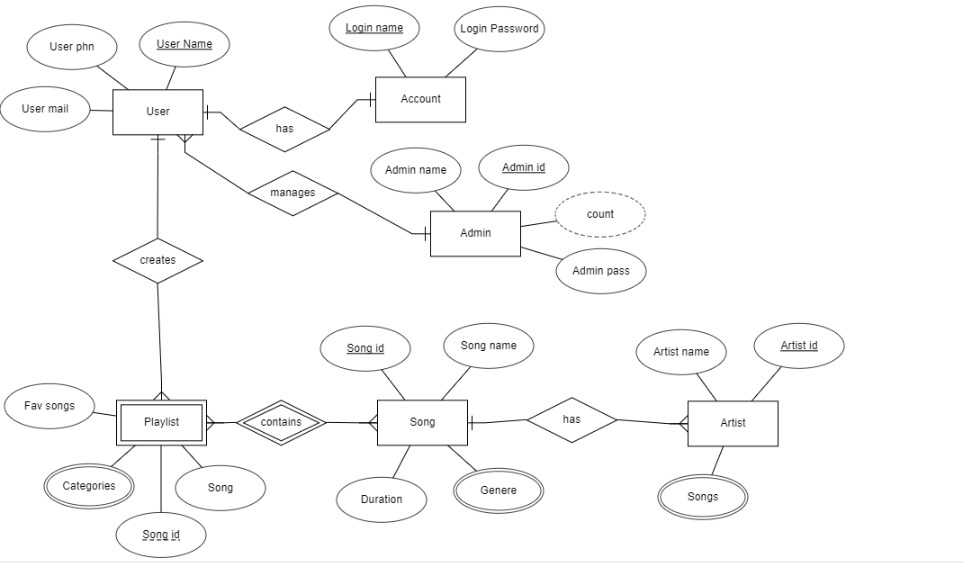 Login name
Login Password
User phn
User Name
User mail
User
Account
has
Admin name
Admin id
manages
count
Admin
creates
Admin pass
Song id
Song name
Artist name
Artist id
Fav songs
Playlist
contains
Song
has
Artist
Categories
Song
Duration
Genere
Songs
Song id